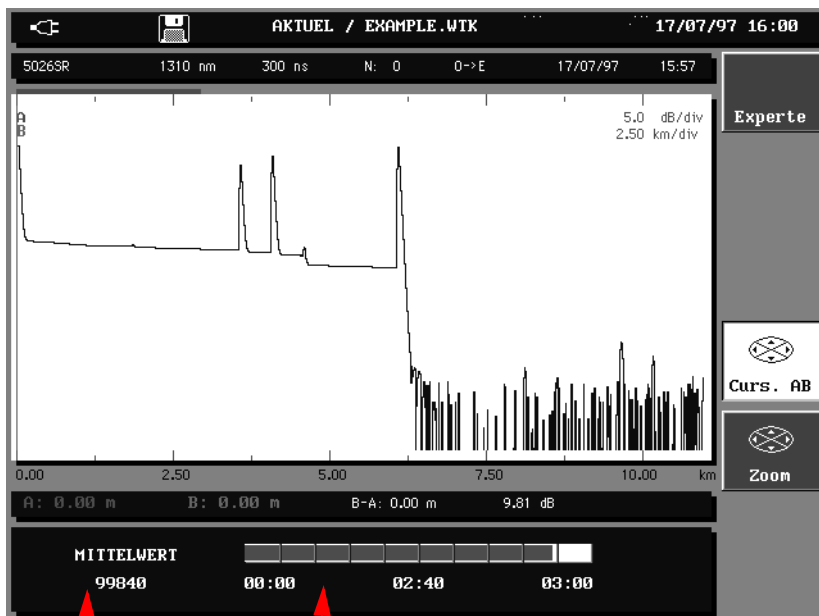 AKTUEL / EXAMPLE.WTK 17/07/97 16:00
5026SR 1310 nm 300 ns N: 0 O->E 17/07/97 15:57
Experte
A
B
5.0 dB/div
2.50 km/div
Curs. AB
0.00 2.50 5.00 7.50 10.00 km
Zoom
A: 0.00 m B: 0.00 m B-A: 0.00 m 9.81 dB
MITTELWERT
99840 00:00 02:40 03:00